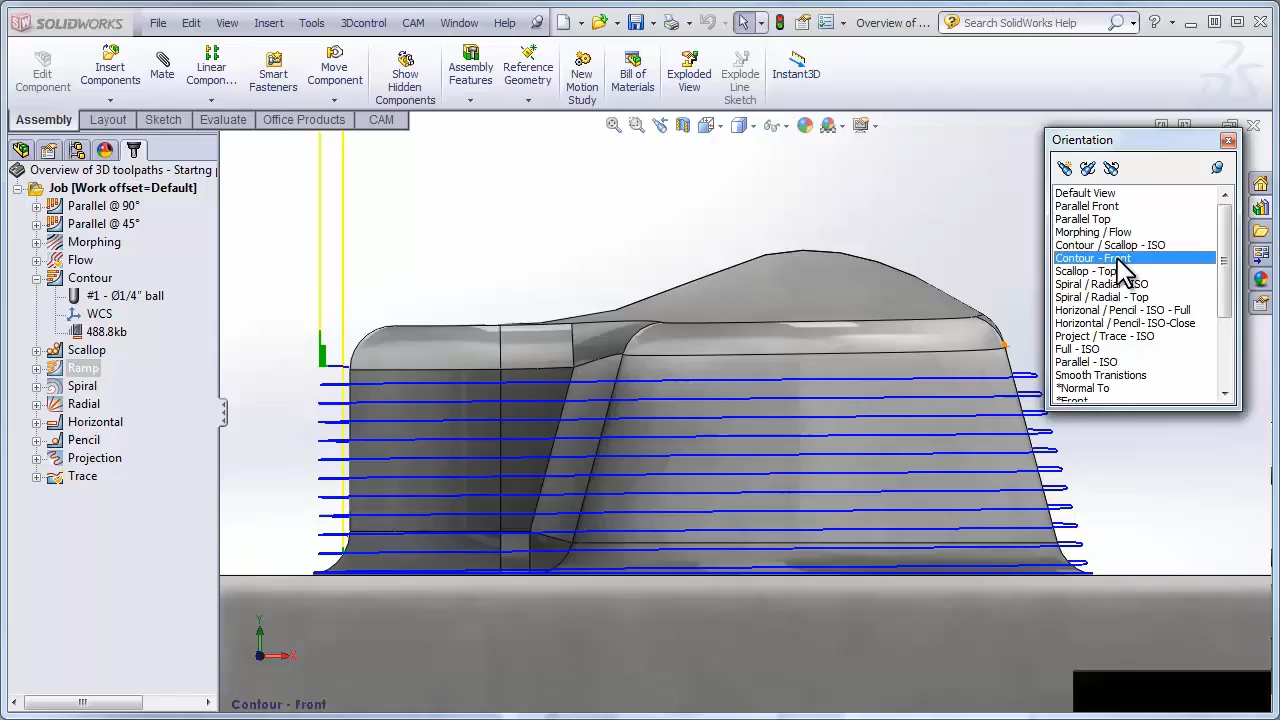 SOLIDWORKS File Edit View Insert Tools 3Dcontrol CAM Window Help Overview of ... Search SolidWorks Help
Edit Component
Insert Components
Mate
Linear Compon...
Smart Fasteners
Move Component
Show Hidden Components
Assembly Features
Reference Geometry
New Motion Study
Bill of Materials
Exploded View
Explode Line Sketch
Instant3D
Assembly Layout Sketch Evaluate Office Products CAM
Overview of 3D toolpaths - Startng p
Job [Work offset=Default]
Parallel @ 90°
Parallel @ 45°
Morphing
Flow
Contour
#1 - Ø1/4" ball
WCS
488.8kb
Scallop
Ramp
Spiral
Radial
Horizontal
Pencil
Projection
Trace
Orientation
Default View
Parallel Front
Parallel Top
Morphing / Flow
Contour / Scallop - ISO
Contour - Front
Scallop - Top
Spiral / Radial - ISO
Spiral / Radial - Top
Horizonal / Pencil - ISO - Full
Horizontal / Pencil- ISO-Close
Project / Trace - ISO
Full - ISO
Parallel - ISO
Smooth Tranistions
*Normal To
*Front
Y
X
Contour - Front